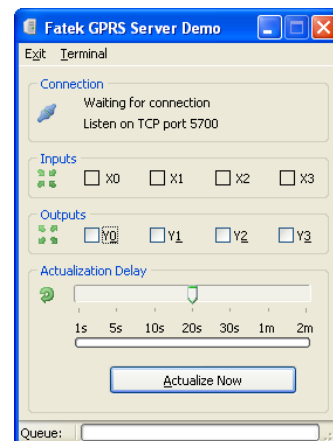 Fatek GPRS Server Demo
Exit Terminal
Connection
Waiting for connection
Listen on TCP port 5700
Inputs
X0 X1 X2 X3
Outputs
Y0 Y1 Y2 Y3
Actualization Delay
1s 5s 10s 20s 30s 1m 2m
Actualize Now
Queue: